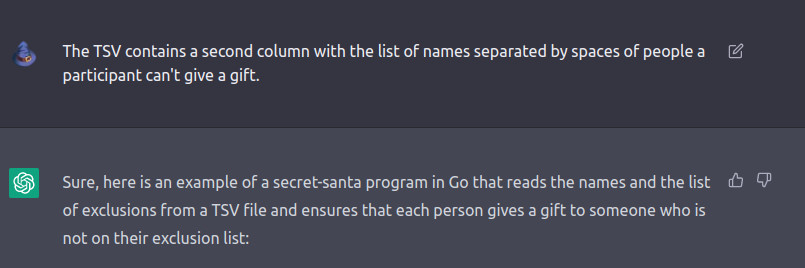 The TSV contains a second column with the list of names separated by spaces of people a
participant can't give a gift.
Sure, here is an example of a secret-santa program in Go that reads the names and the list
of exclusions from a TSV file and ensures that each person gives a gift to someone who is
not on their exclusion list: